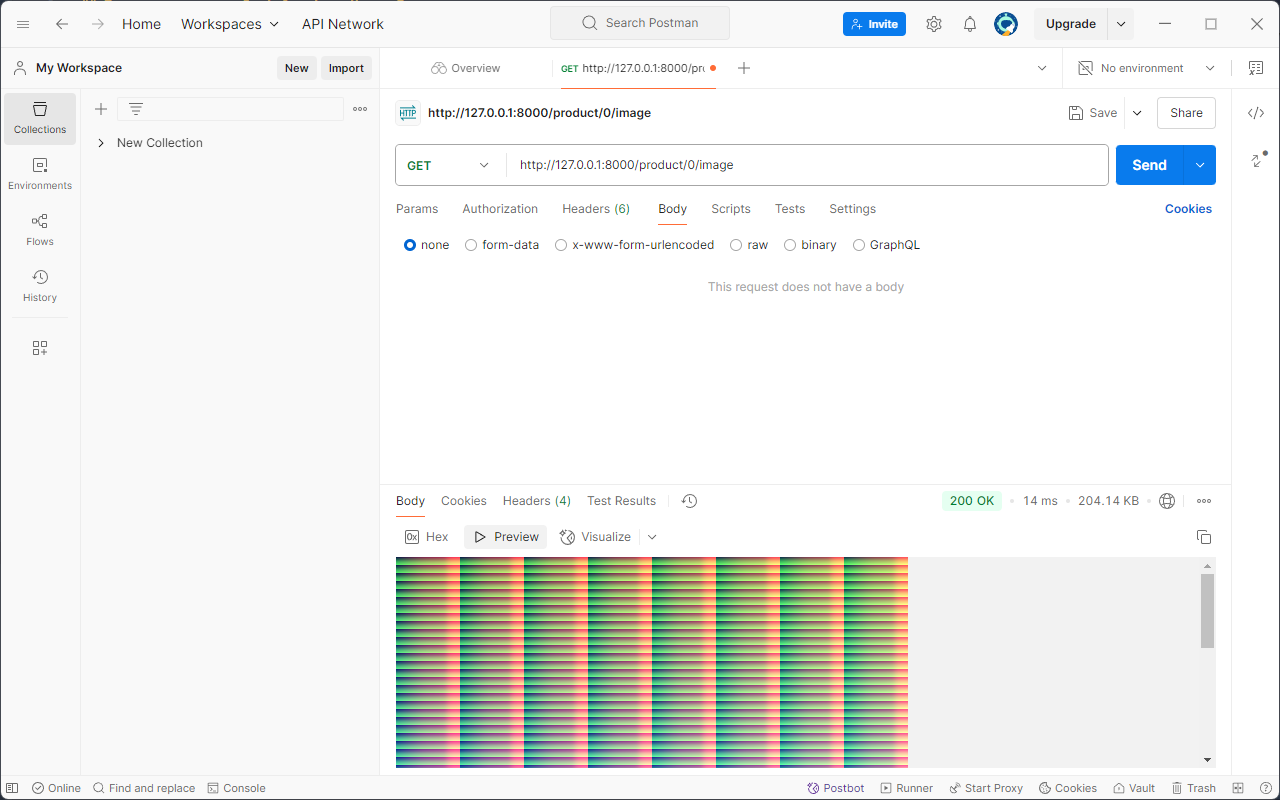 Home Workspaces API Network Search Postman Invite Upgrade
My Workspace New Import Overview GET http://127.0.0.1:8000/pr No environment
Collections
Environments
Flows
History
New Collection
HTTP http://127.0.0.1:8000/product/0/image Save Share
GET http://127.0.0.1:8000/product/0/image Send
Params Authorization Headers (6) Body Scripts Tests Settings Cookies
none form-data x-www-form-urlencoded raw binary GraphQL
This request does not have a body
Body Cookies Headers (4) Test Results 200 OK 14 ms 204.14 KB
0x Hex Preview Visualize
Online Find and replace Console Postbot Runner Start Proxy Cookies Vault Trash